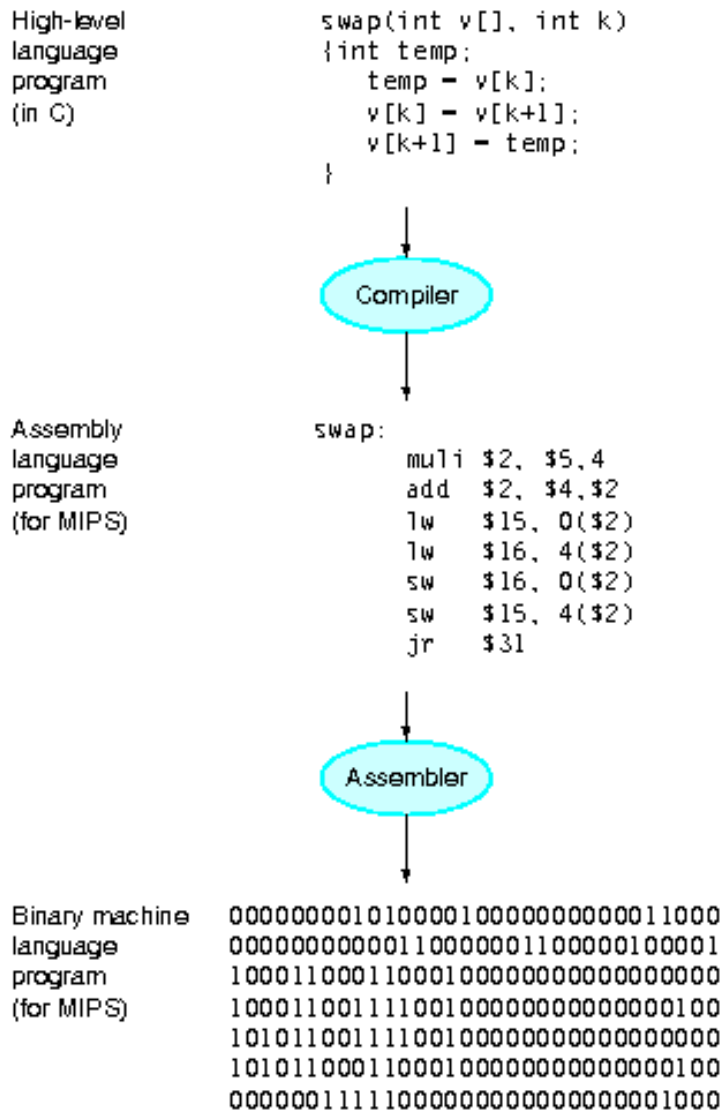 High-level swap(int v[], int k)
language {int temp;
program temp = v[k];
(in C) v[k] = v[k+1];
v[k+1] = temp;
}
Compiler
Assembly swap:
language muli $2, $5,4
program add $2, $4,$2
(for MIPS) lw $15, 0($2)
lw $16, 4($2)
sw $16, 0($2)
sw $15, 4($2)
jr $31
Assembler
Binary machine 00000000101000010000000000011000
language 00000000000110000001100000100001
program 10001100011000100000000000000000
(for MIPS) 10001100111100100000000000000100
10101100111100100000000000000000
10101100011000100000000000000100
00000011111000000000000000001000